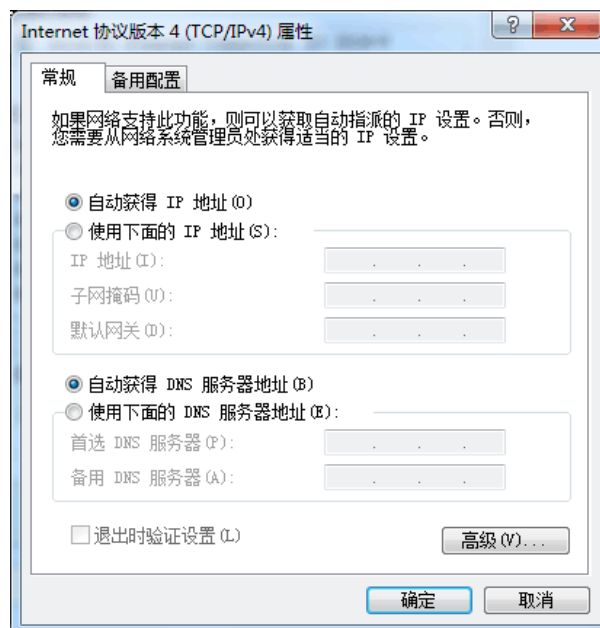 Internet 协议版本 4 (TCP/IPv4) 属性
常规
备用配置
如果网络支持此功能，则可以获取自动指派的 IP 设置。否则，
您需要从网络系统管理员处获得适当的 IP 设置。
自动获得 IP 地址(O)
使用下面的 IP 地址(S):
IP 地址(I):
子网掩码(U):
默认网关(D):
自动获得 DNS 服务器地址(B)
使用下面的 DNS 服务器地址(E):
首选 DNS 服务器(P):
备用 DNS 服务器(A):
退出时验证设置(L)
高级(V)...
确定
取消